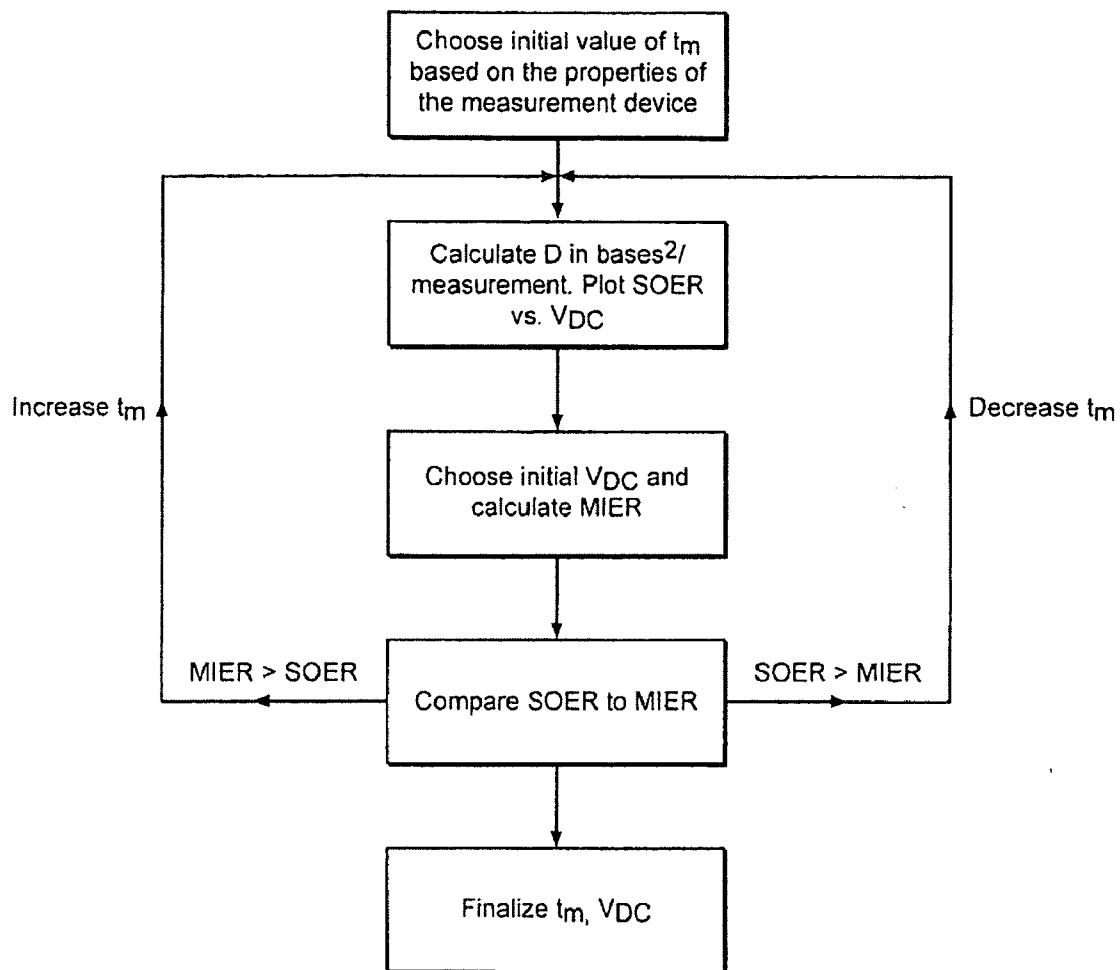 Choose initial value of tm
based on the properties of
the measurement device
Calculate D in bases2/
measurement. Plot SOER
vs. VDC
Increase tm
Decrease tm
Choose initial VDC and
calculate MIER
MIER > SOER
SOER > MIER
Compare SOER to MIER
Finalize tm, VDC